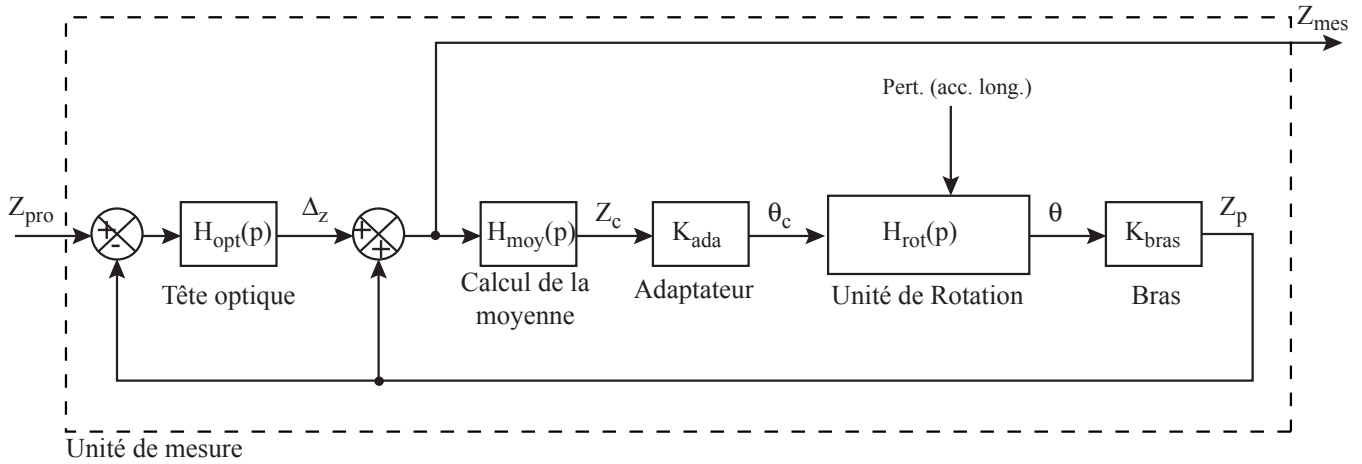 Z_mes
Pert. (acc. long.)
Z_pro
+
-
H_opt(p)
Δ_z
+
+
H_moy(p)
Z_c
K_ada
θ_c
H_rot(p)
θ
K_bras
Z_p
Tête optique
Calcul de la
moyenne
Adaptateur
Unité de Rotation
Bras
Unité de mesure